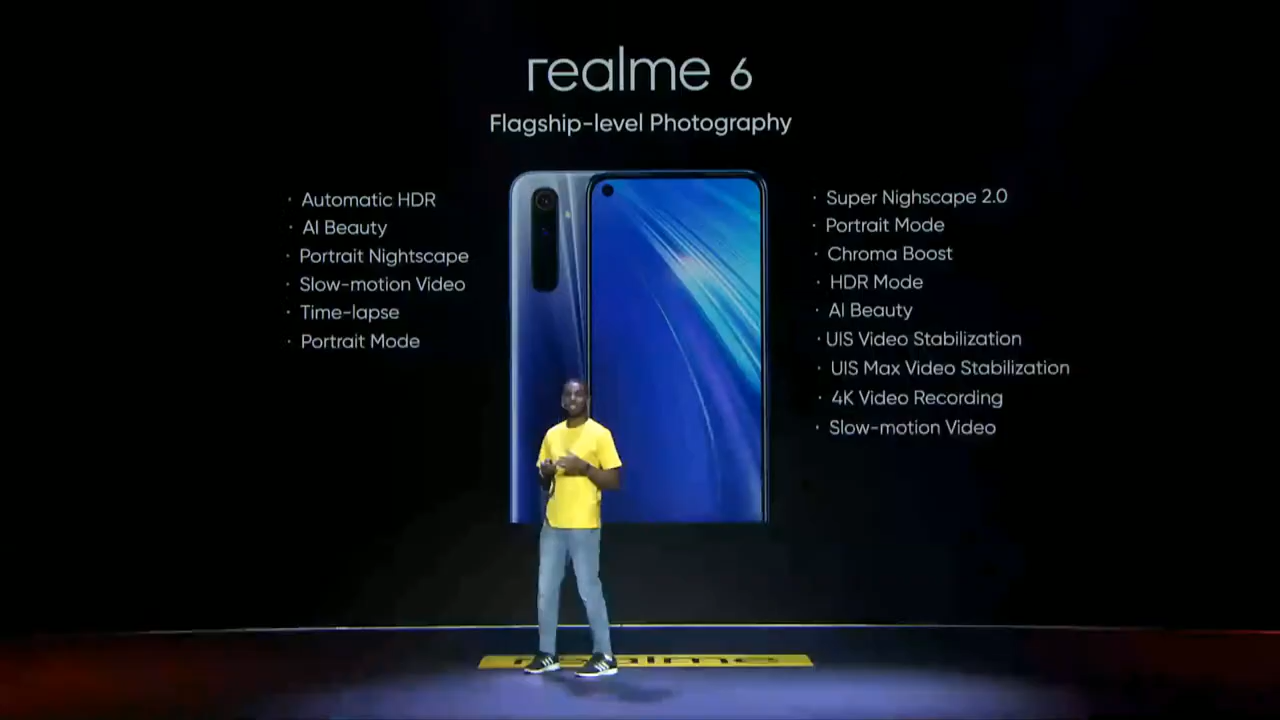 realme 6
Flagship-level Photography
· Automatic HDR
· AI Beauty
· Portrait Nightscape
· Slow-motion Video
· Time-lapse
· Portrait Mode
· Super Nighscape 2.0
· Portrait Mode
· Chroma Boost
· HDR Mode
· AI Beauty
· UIS Video Stabilization
· UIS Max Video Stabilization
· 4K Video Recording
· Slow-motion Video
realme